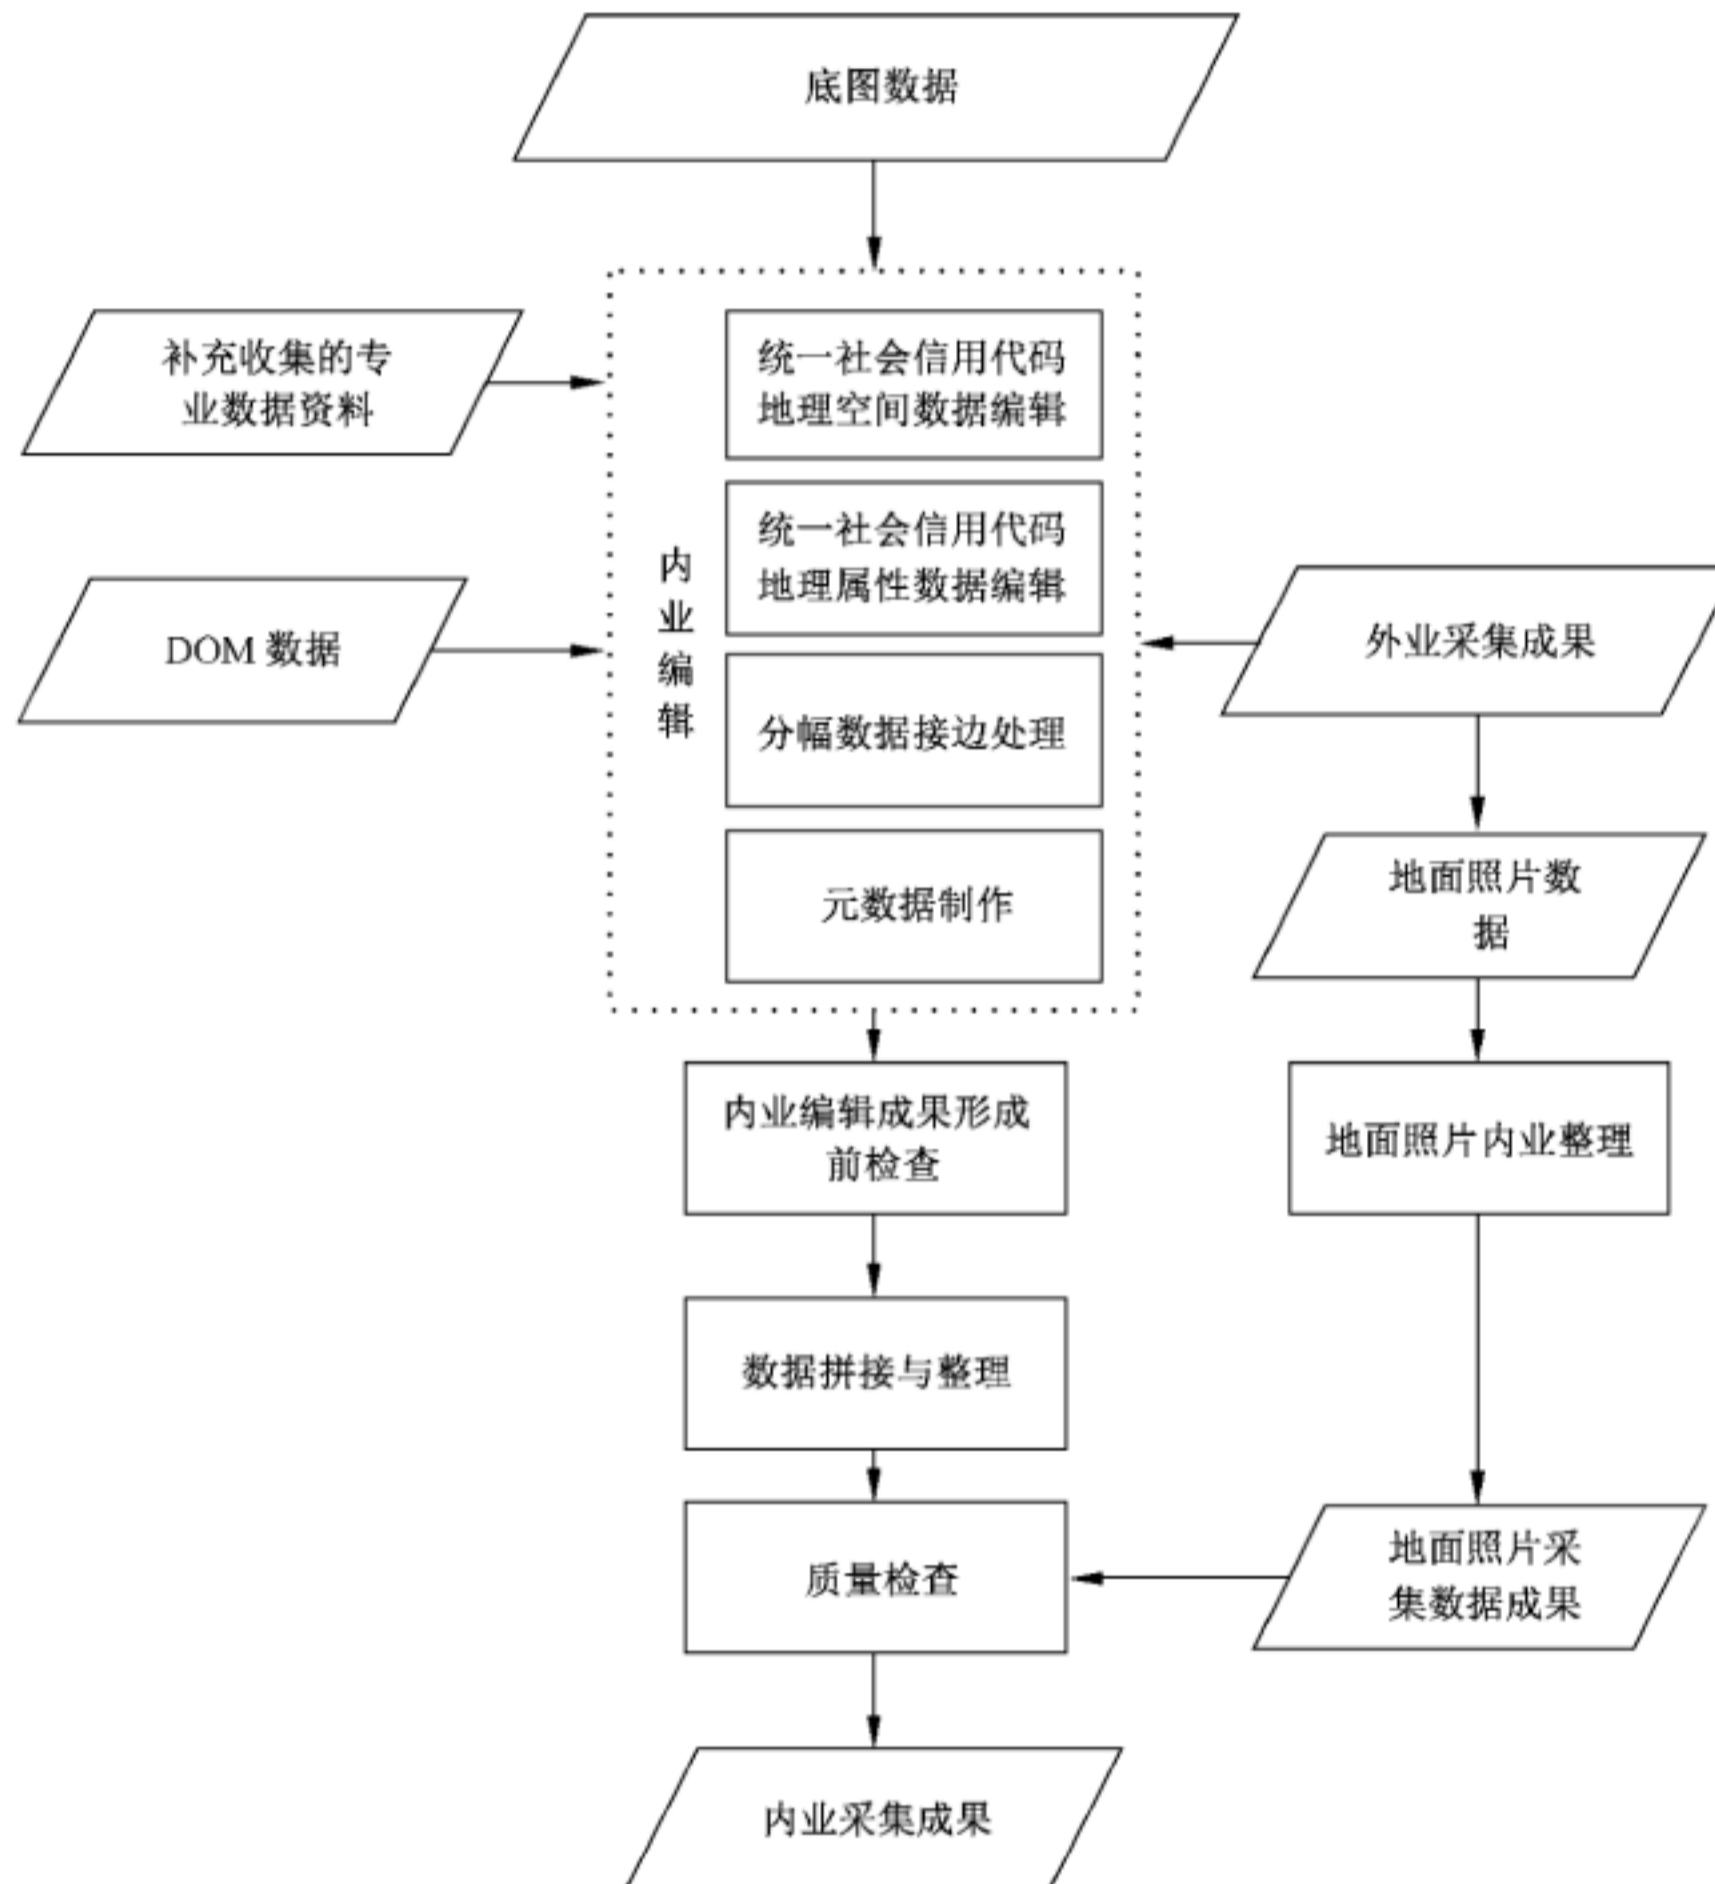 底图数据
补充收集的专
业数据资料
统一社会信用代码
地理空间数据编辑
统一社会信用代码
地理属性数据编辑
内
业
编
辑
DOM 数据
外业采集成果
分幅数据接边处理
元数据制作
地面照片数
据
内业编辑成果形成
前检查
地面照片内业整理
数据拼接与整理
质量检查
地面照片采
集数据成果
内业采集成果